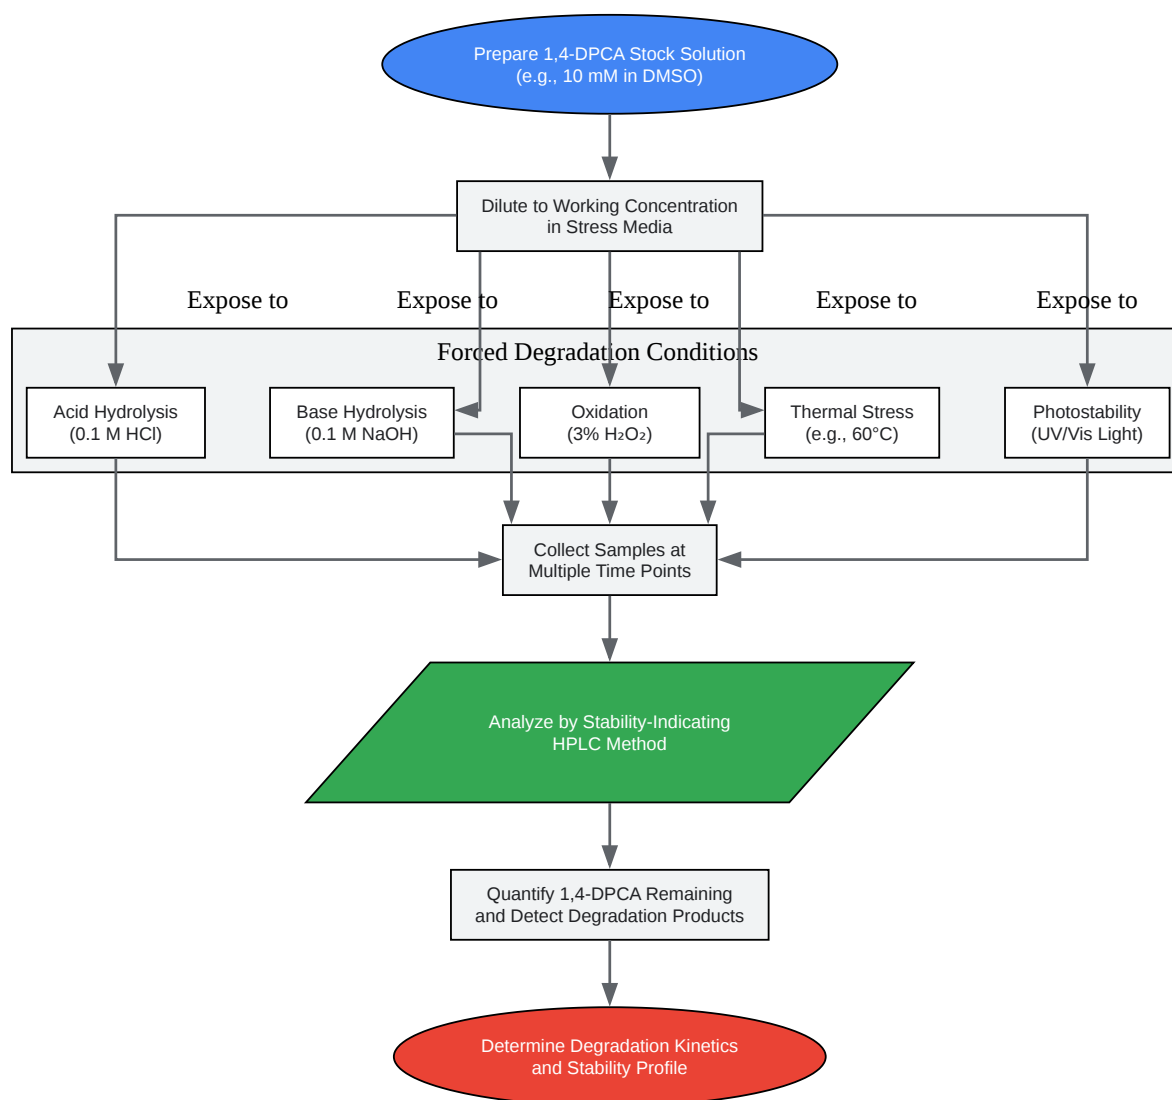 Prepare 1,4-DPCA Stock Solution
(e.g., 10 mM in DMSO)
Dilute to Working Concentration
in Stress Media
Expose to
Expose to
Expose to
Expose to
Expose to
Forced Degradation Conditions
Acid Hydrolysis
(0.1 M HCl)
Base Hydrolysis
(0.1 M NaOH)
Oxidation
(3% H₂O₂)
Thermal Stress
(e.g., 60°C)
Photostability
(UV/Vis Light)
Collect Samples at
Multiple Time Points
Analyze by Stability-Indicating
HPLC Method
Quantify 1,4-DPCA Remaining
and Detect Degradation Products
Determine Degradation Kinetics
and Stability Profile